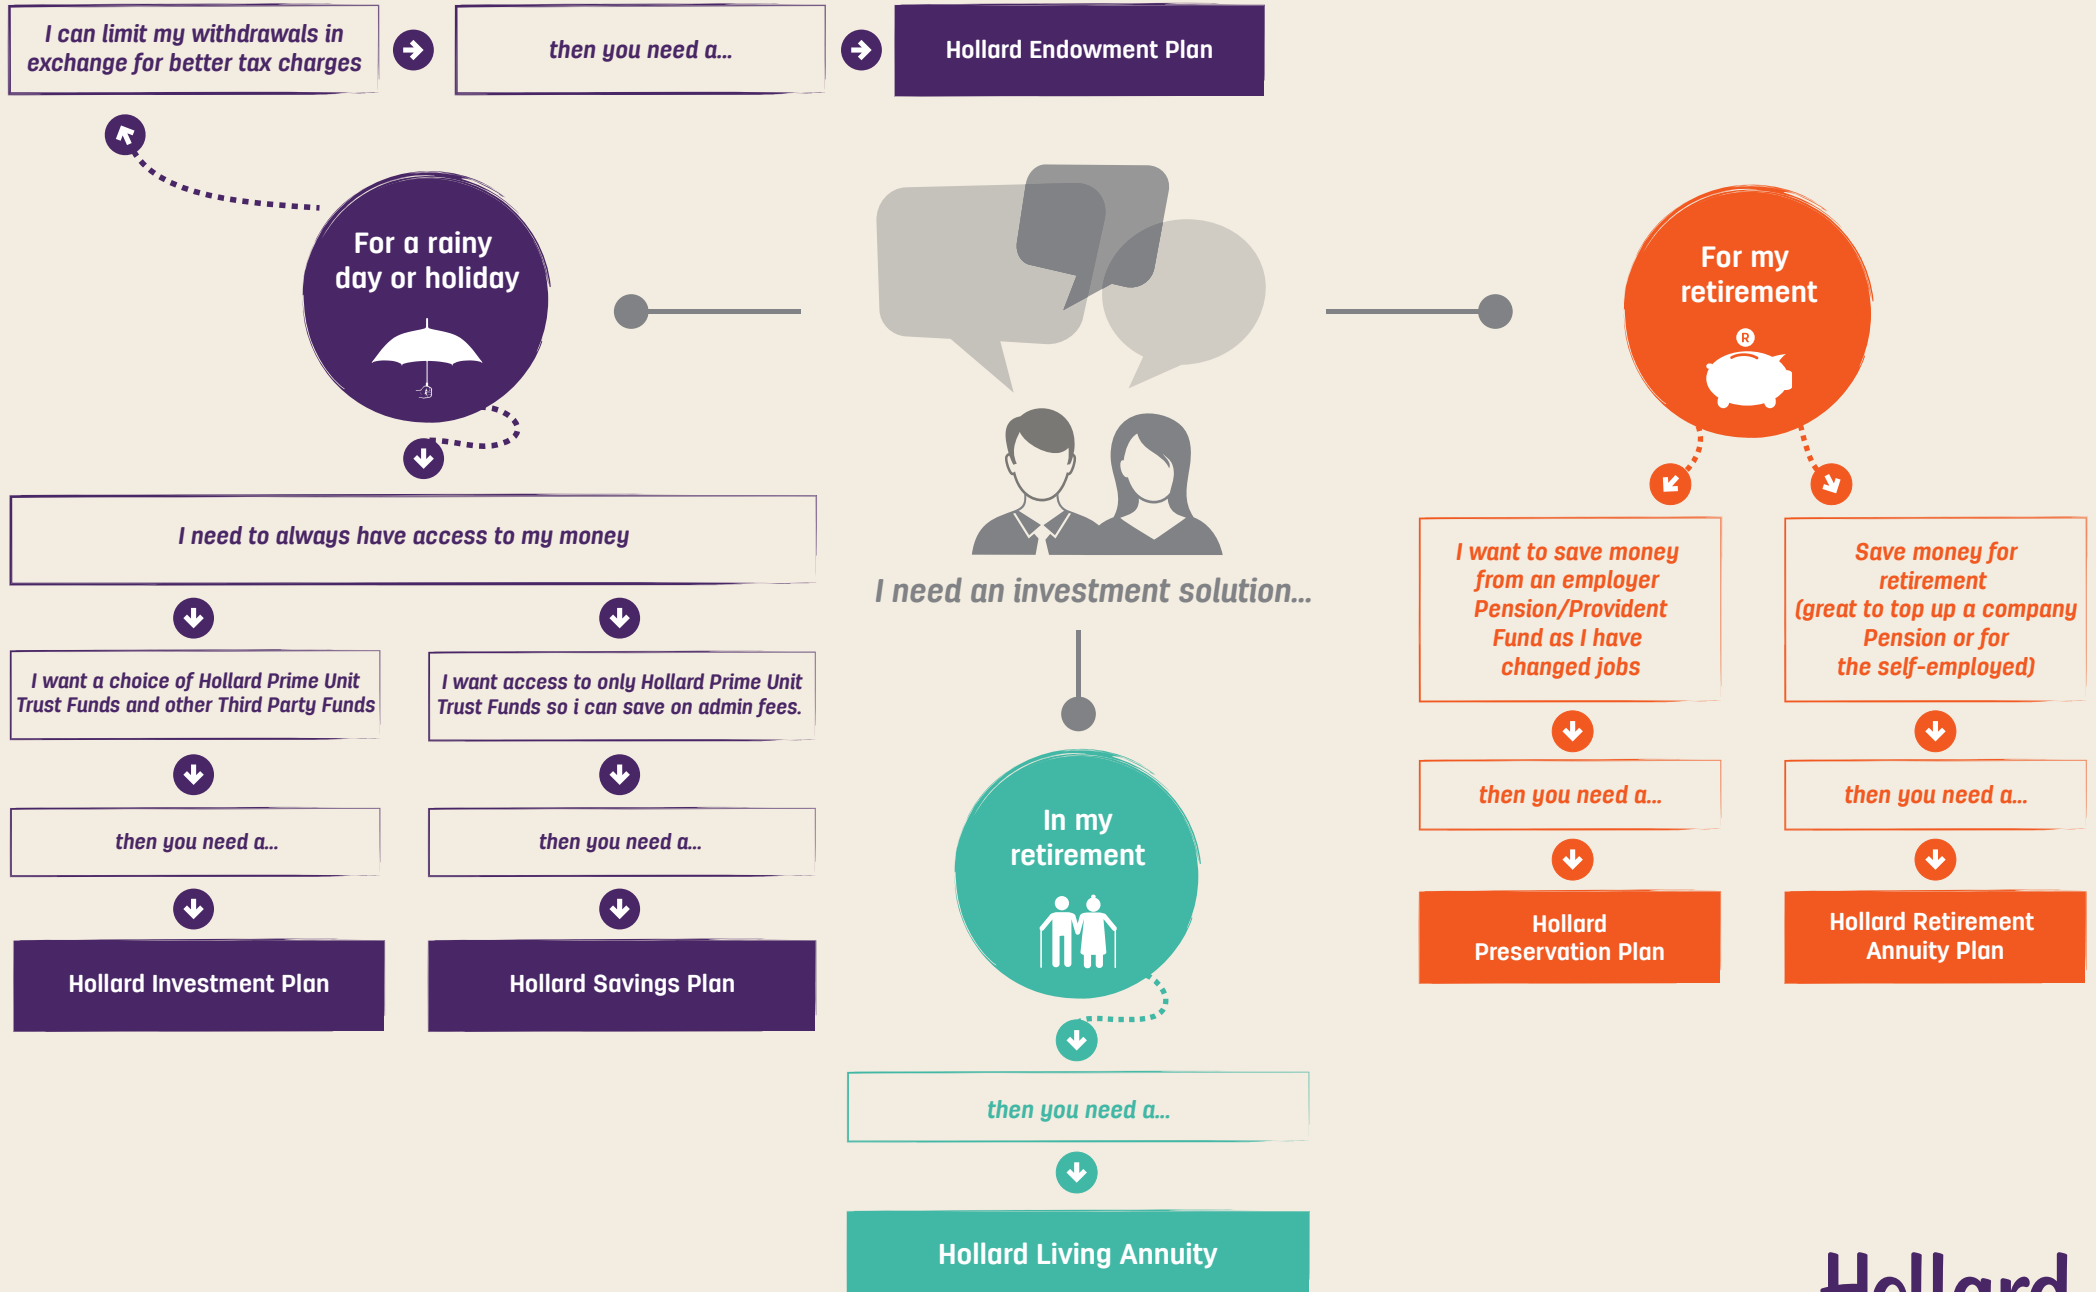 I can limit my withdrawals in
exchange for better tax charges
then you need a...
Hollard Endowment Plan
For a rainy
day or holiday
I need to always have access to my money
I want a choice of Hollard Prime Unit
Trust Funds and other Third Party Funds
then you need a...
Hollard Investment Plan
I want access to only Hollard Prime Unit
Trust Funds so i can save on admin fees.
then you need a...
Hollard Savings Plan
I need an investment solution...
In my
retirement
then you need a...
Hollard Living Annuity
For my
retirement
R
I want to save money
from an employer
Pension/Provident
Fund as I have
changed jobs
then you need a...
Hollard
Preservation Plan
Save money for
retirement
(great to top up a company
Pension or for
the self-employed)
then you need a...
Hollard Retirement
Annuity Plan
Hollard